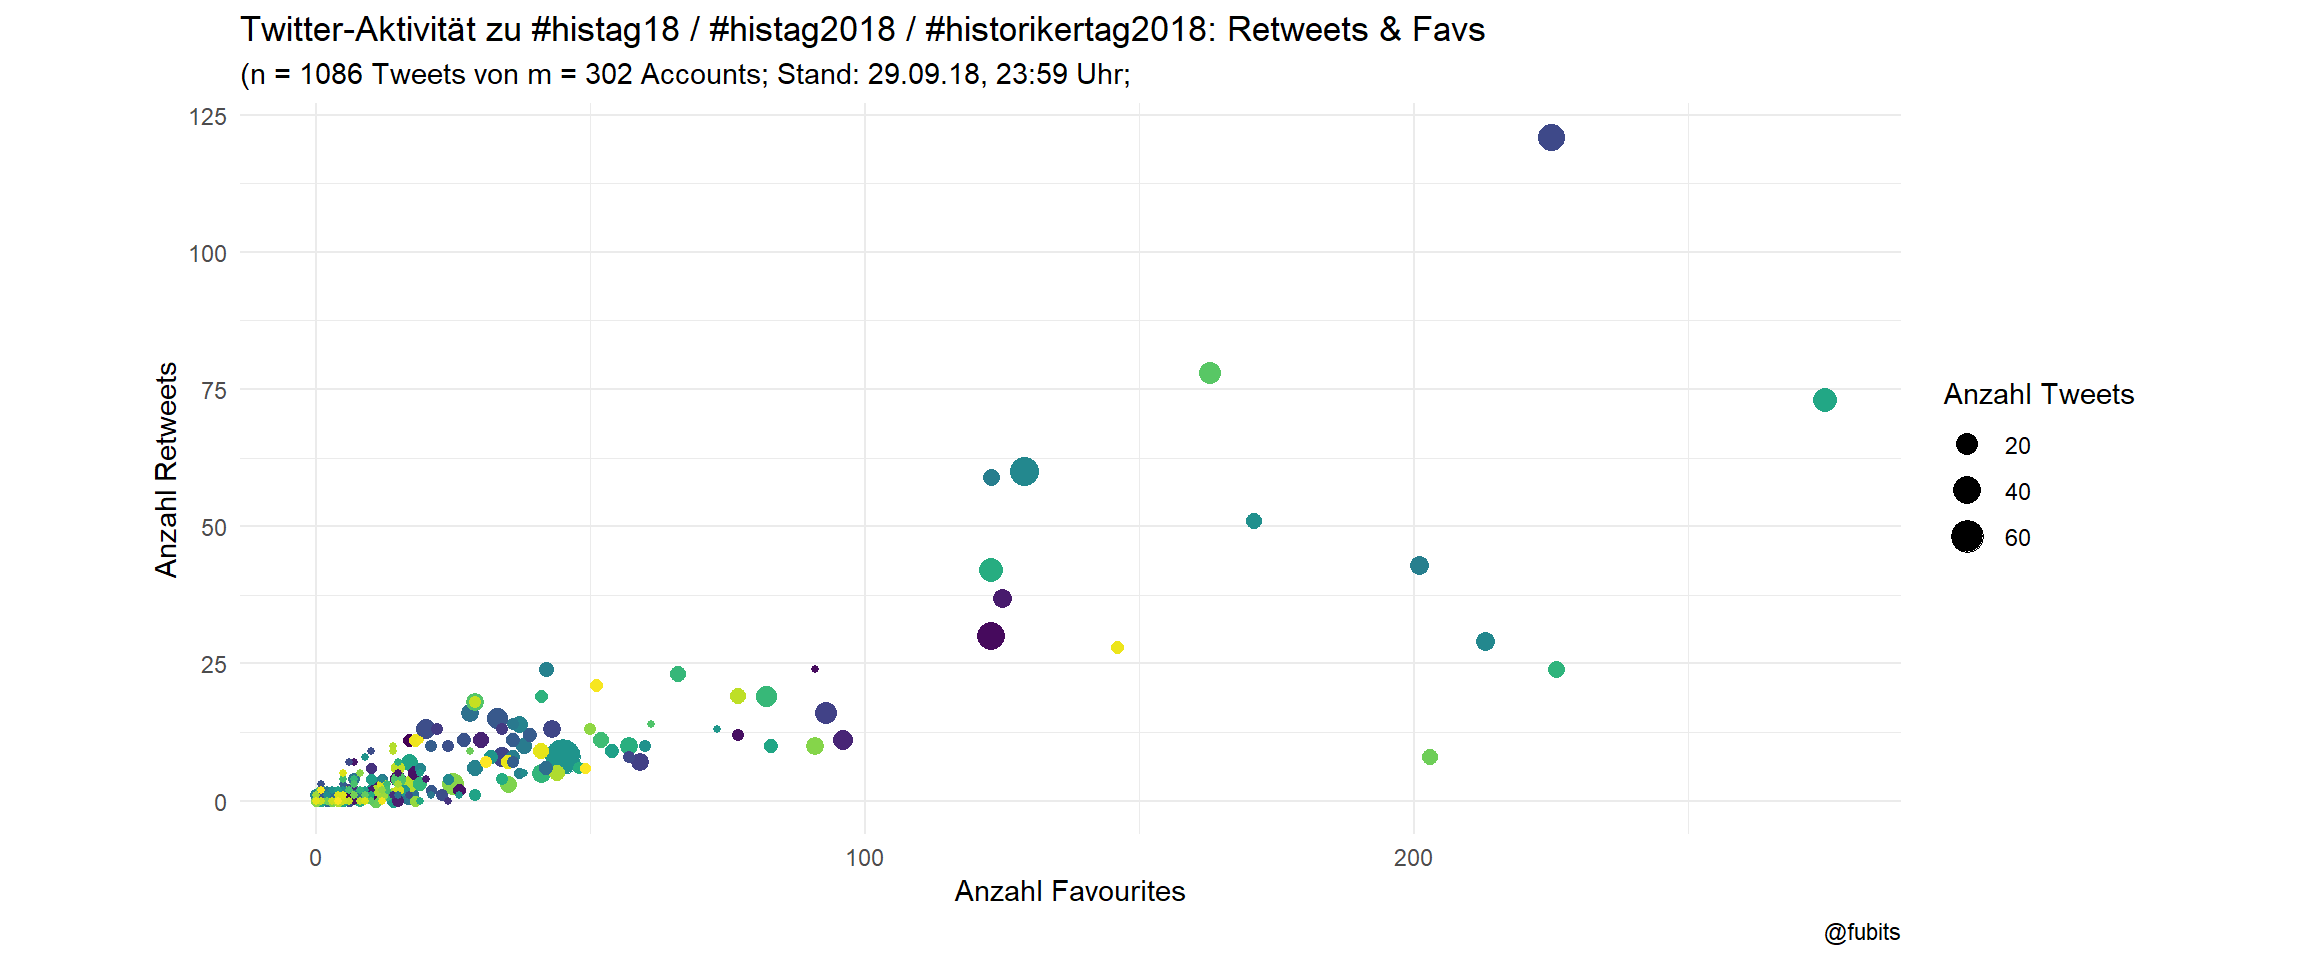 Twitter-Aktivität zu #histag18 / #histag2018 / #historikertag2018: Retweets & Favs
(n = 1086 Tweets von m = 302 Accounts; Stand: 29.09.18, 23:59 Uhr;
125
100
75
50
25
0
Anzahl Retweets
0
100
200
Anzahl Favourites
Anzahl Tweets
20
40
60
@fubits